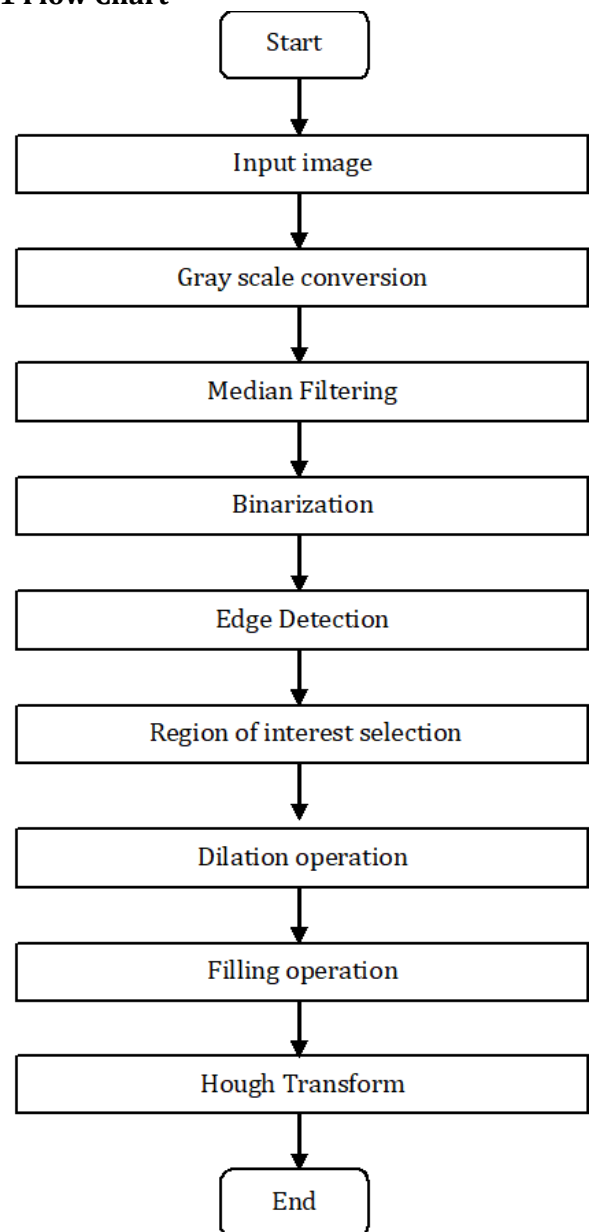 1 Flow Chart
Start
Input image
Gray scale conversion
Median Filtering
Binarization
Edge Detection
Region of interest selection
Dilation operation
Filling operation
Hough Transform
End